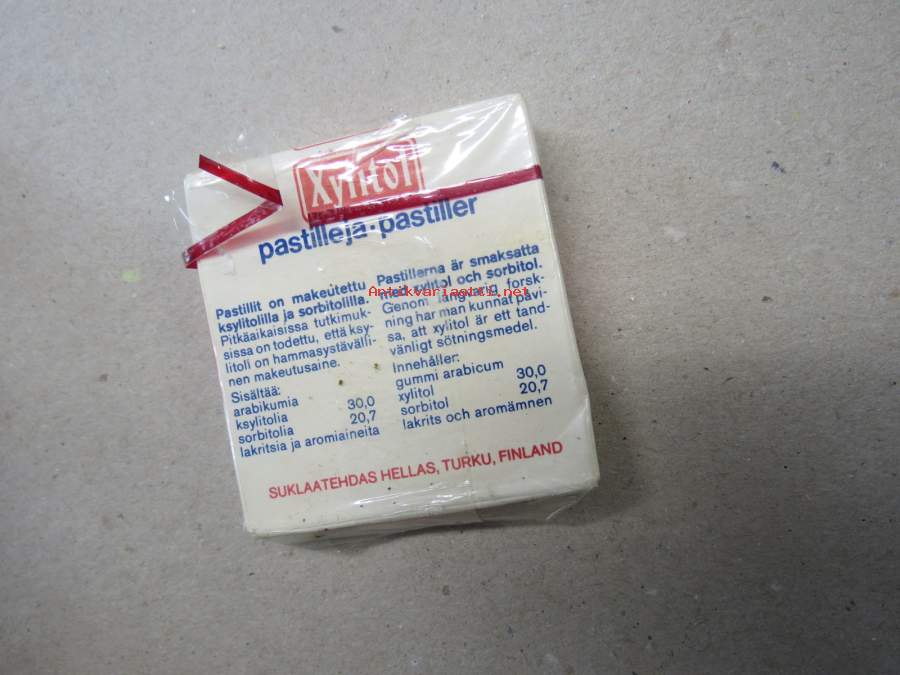 Xylitol
pastilleja·pastiller
Pastillit on makeutettu
ksylitolilla ja sorbitolilla.
Pitkäaikaisissa tutkimuk-
sissa on todettu, että ksy-
litoli on hammasystävälli-
nen makeutusaine.
Sisältää:
arabikumia
ksylitolia 30,0
sorbitolia 20,7
lakritsia ja aromiaineita
Pastillerna är smaksatta
med xylitol och sorbitol.
Genom långvarig forsk-
ning har man kunnat påvi-
sa, att xylitol är ett tand-
vänligt sötningsmedel.
Innehåller:
gummi arabicum
xylitol 30,0
sorbitol 20,7
lakrits och aromämnen
SUKLAATEHDAS HELLAS, TURKU, FINLAND
Antikvariaatti.net